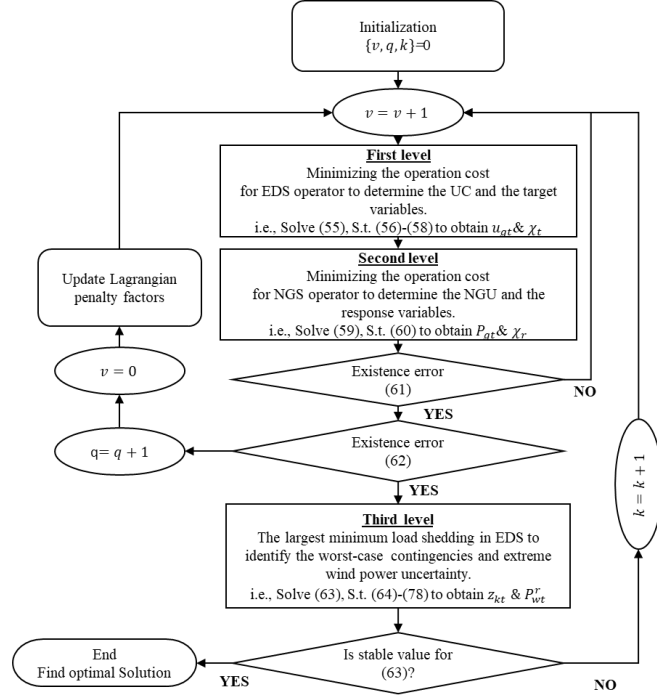 Initialization
{v, q, k}=0
v = v + 1
First level
Minimizing the operation cost
for EDS operator to determine the UC and the target
variables.
i.e., Solve (55), S.t. (56)-(58) to obtain u_gt & χ_t
Second level
Minimizing the operation cost
for NGS operator to determine the NGU and the
response variables.
i.e., Solve (59), S.t. (60) to obtain P_gt & χ_r
Update Lagrangian
penalty factors
v = 0
Existence error
(61)
NO
YES
q= q + 1
Existence error
(62)
YES
k = k + 1
Third level
The largest minimum load shedding in EDS to
identify the worst-case contingencies and extreme
wind power uncertainty.
i.e., Solve (63), S.t. (64)-(78) to obtain z_kt & P^r_wt
End
Find optimal Solution
YES
Is stable value for
(63)?
NO